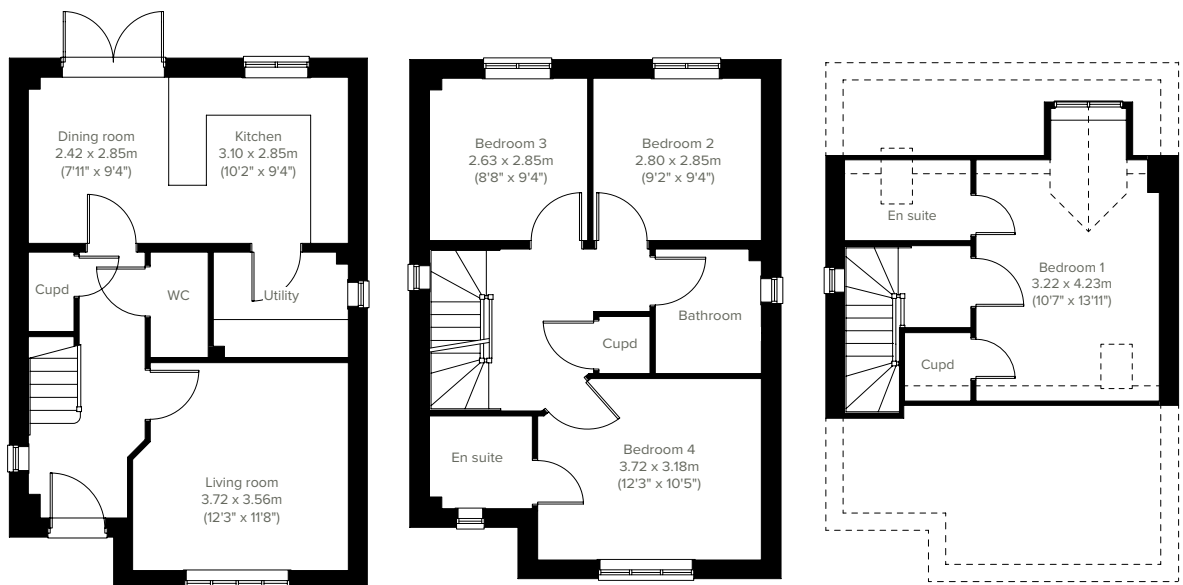 Dining room
2.42 x 2.85m
(7'11" x 9'4")
Kitchen
3.10 x 2.85m
(10'2" x 9'4")
Cupd
WC
Utility
Living room
3.72 x 3.56m
(12'3" x 11'8")
Bedroom 3
2.63 x 2.85m
(8'8" x 9'4")
Bedroom 2
2.80 x 2.85m
(9'2" x 9'4")
Bathroom
Cupd
En suite
Bedroom 4
3.72 x 3.18m
(12'3" x 10'5")
En suite
Bedroom 1
3.22 x 4.23m
(10'7" x 13'11")
Cupd